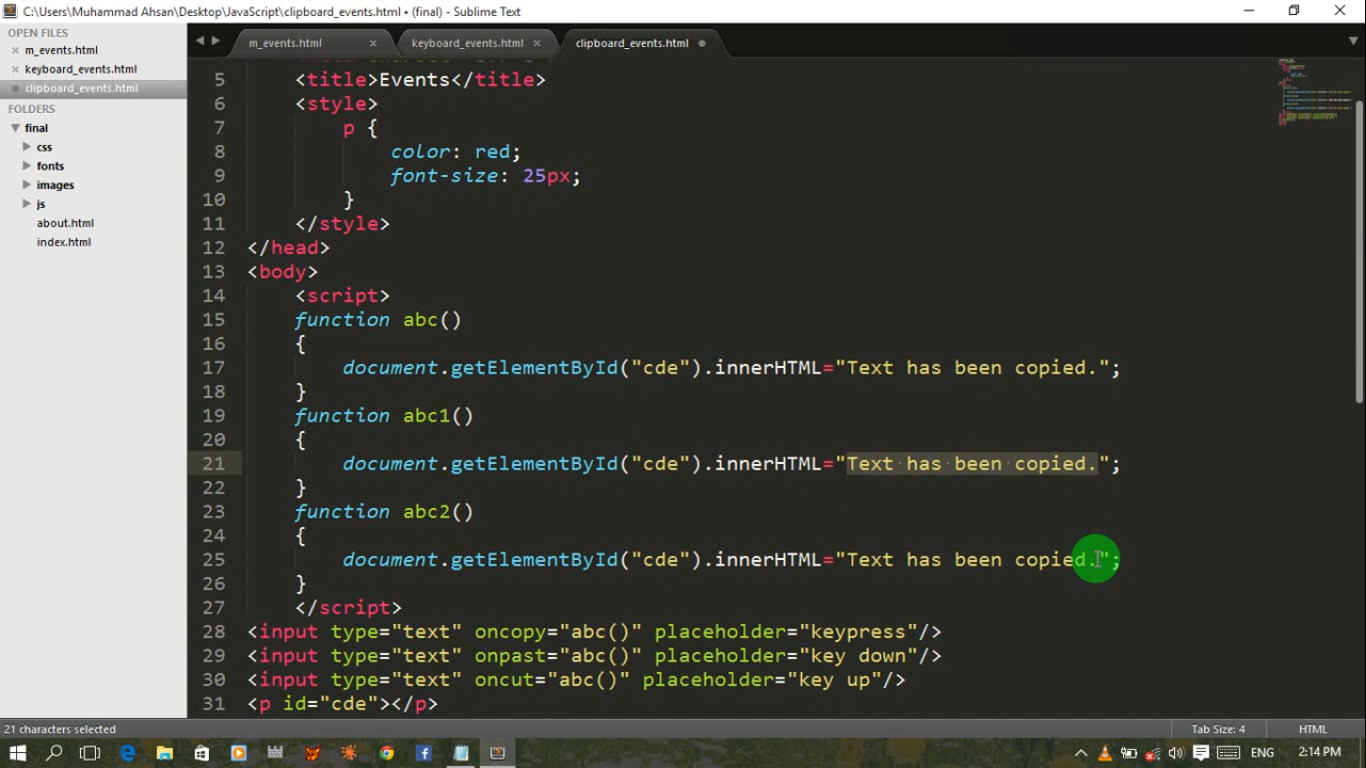 C:\Users\Muhammad Ahsan\Desktop\JavaScript\clipboard_events.html • (final) - Sublime Text
OPEN FILES
m_events.html
keyboard_events.html
clipboard_events.html
FOLDERS
final
css
fonts
images
js
about.html
index.html
m_events.html
keyboard_events.html
clipboard_events.html
5 <title>Events</title>
6 <style>
7 p {
8 color: red;
9 font-size: 25px;
10 }
11 </style>
12 </head>
13 <body>
14 <script>
15 function abc()
16 {
17 document.getElementById("cde").innerHTML="Text has been copied.";
18 }
19 function abc1()
20 {
21 document.getElementById("cde").innerHTML="Text has been copied.";
22 }
23 function abc2()
24 {
25 document.getElementById("cde").innerHTML="Text has been copied.";
26 }
27 </script>
28 <input type="text" oncopy="abc()" placeholder="keypress"/>
29 <input type="text" onpast="abc()" placeholder="key down"/>
30 <input type="text" oncut="abc()" placeholder="key up"/>
31 <p id="cde"></p>
21 characters selected
Tab Size: 4
HTML
ENG
2:14 PM